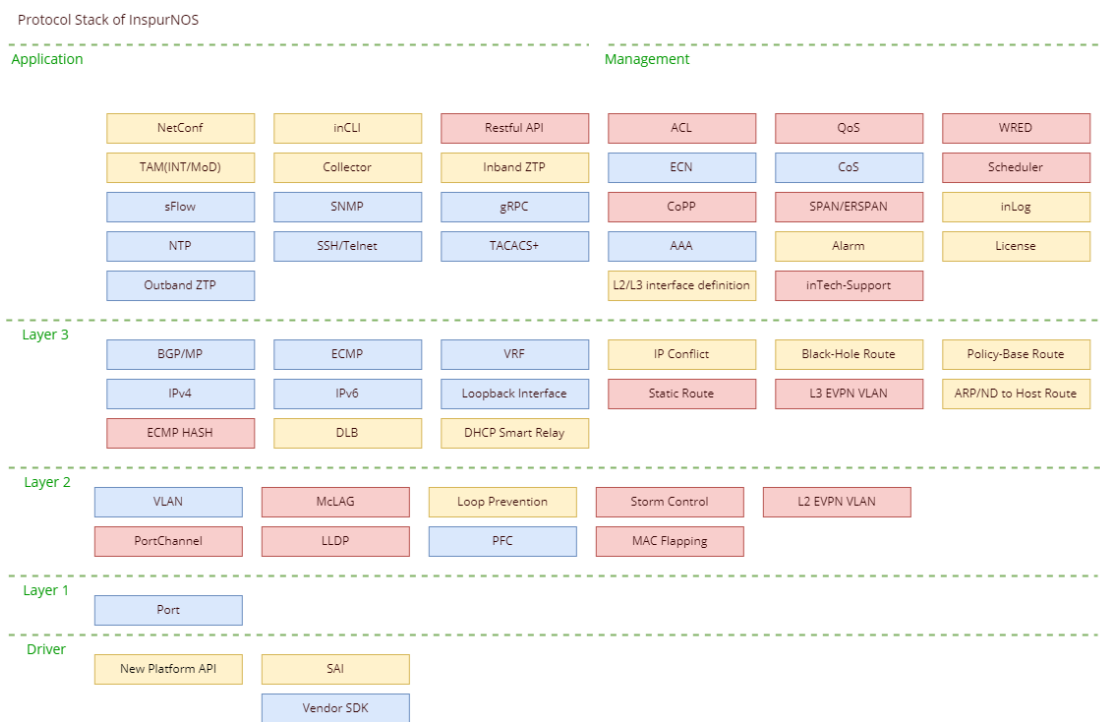 Protocol Stack of InspurNOS
Application
Management
NetConf
inCLI
Restful API
ACL
QoS
WRED
TAM(INT/MoD)
Collector
Inband ZTP
ECN
CoS
Scheduler
sFlow
SNMP
gRPC
CoPP
SPAN/ERSPAN
inLog
NTP
SSH/Telnet
TACACS+
AAA
Alarm
License
Outband ZTP
L2/L3 interface definition
inTech-Support
Layer 3
BGP/MP
ECMP
VRF
IP Conflict
Black-Hole Route
Policy-Base Route
IPv4
IPv6
Loopback Interface
Static Route
L3 EVPN VLAN
ARP/ND to Host Route
ECMP HASH
DLB
DHCP Smart Relay
Layer 2
VLAN
McLAG
Loop Prevention
Storm Control
L2 EVPN VLAN
PortChannel
LLDP
PFC
MAC Flapping
Layer 1
Port
Driver
New Platform API
SAI
Vendor SDK